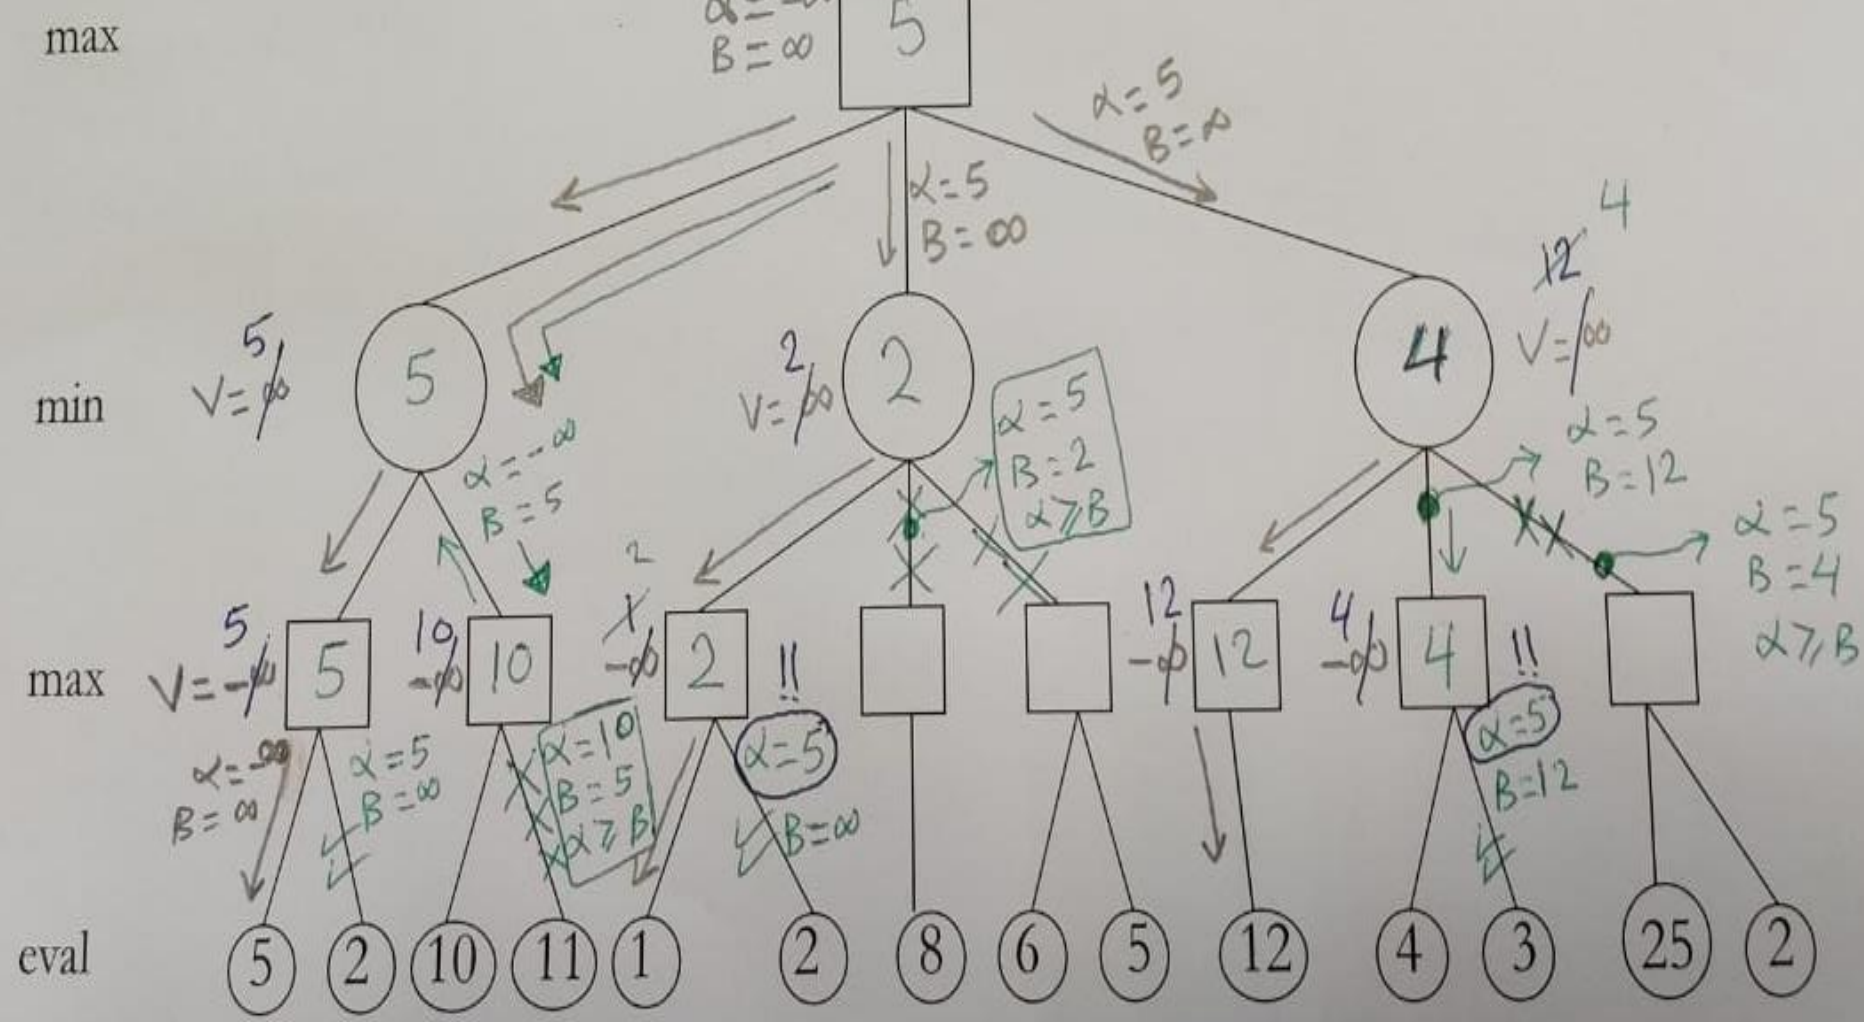 max
α = -∞
B = ∞
5
α = 5
B = ∞
α = 5
B = ∞
4
12
min
5
V = ∞
5
2
V = ∞
2
4
V = ∞
α = -∞
B = 5
α = 5
B = 2
α ≥ B
α = 5
B = 12
α = 5
B = 4
α ≥ B
max
5
V = -∞
5
10
-∞
10
2
1
-∞
2
!!
12
-∞
12
4
-∞
4
!!
α = -∞
B = ∞
α = 5
B = ∞
α = 10
B = 5
α ≥ B
α = 5
B = ∞
α = 5
B = 12
eval
5 2 10 11 1 2 8 6 5 12 4 3 25 2